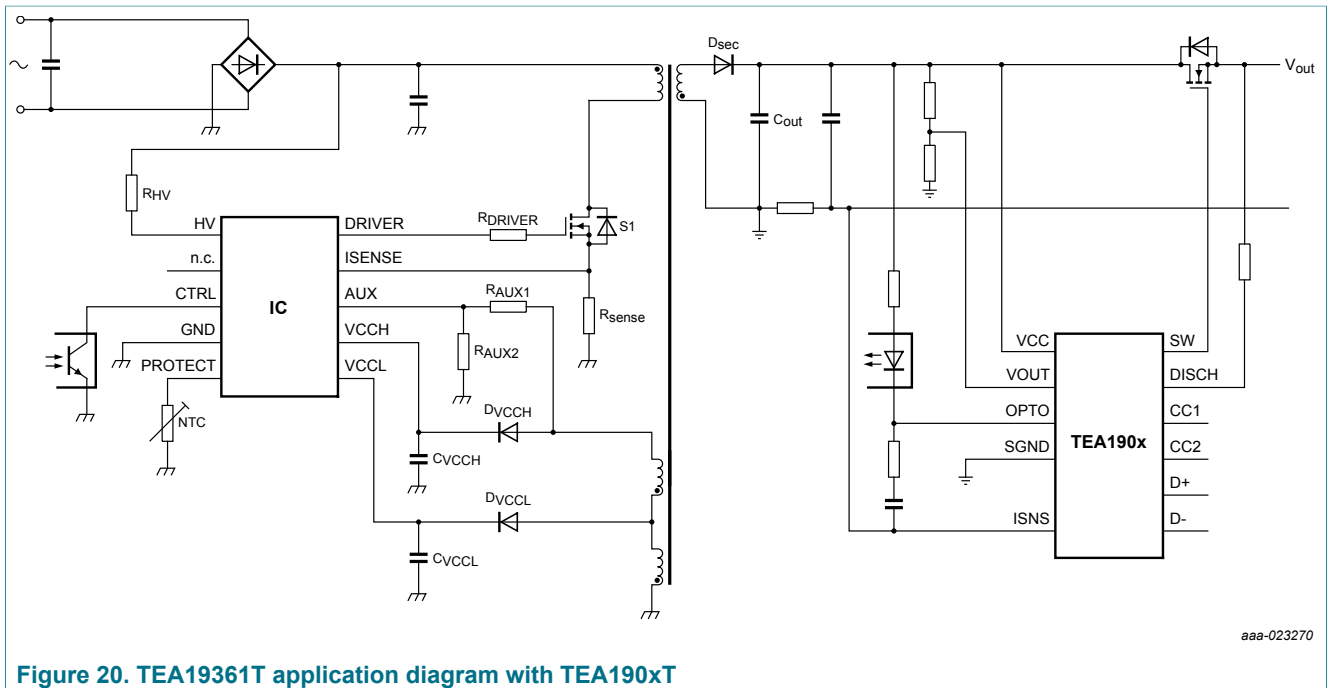 Dsec
Vout
Cout
RHV
HV
n.c.
CTRL
GND
PROTECT
NTC
IC
DRIVER
ISENSE
AUX
VCCH
VCCL
RDRIVER
S1
RAUX1
RAUX2
Rsense
DVCCH
CVCCH
DVCCL
CVCCL
VCC
VOUT
OPTO
SGND
ISNS
TEA190x
SW
DISCH
CC1
CC2
D+
D-
aaa-023270
Figure 20. TEA19361T application diagram with TEA190xT